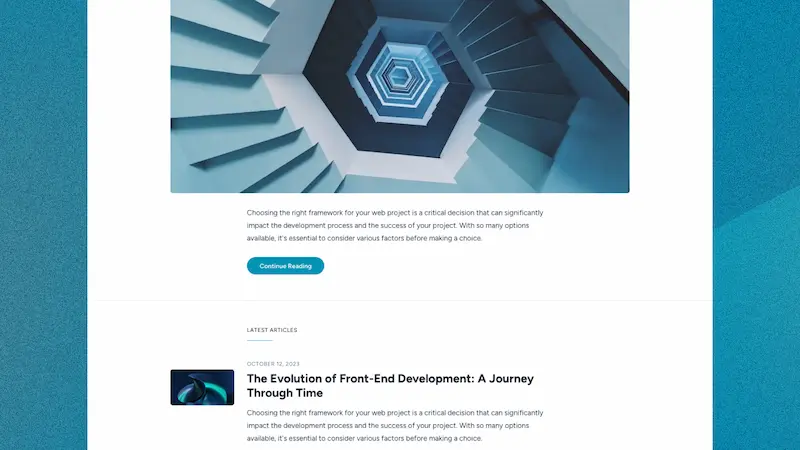 Choosing the right framework for your web project is a critical decision that can significantly
impact the development process and the success of your project. With so many options
available, it's essential to consider various factors before making a choice.
Continue Reading
LATEST ARTICLES
OCTOBER 12, 2023
The Evolution of Front-End Development: A Journey
Through Time
Choosing the right framework for your web project is a critical decision that can significantly
impact the development process and the success of your project. With so many options
available, it's essential to consider various factors before making a choice.